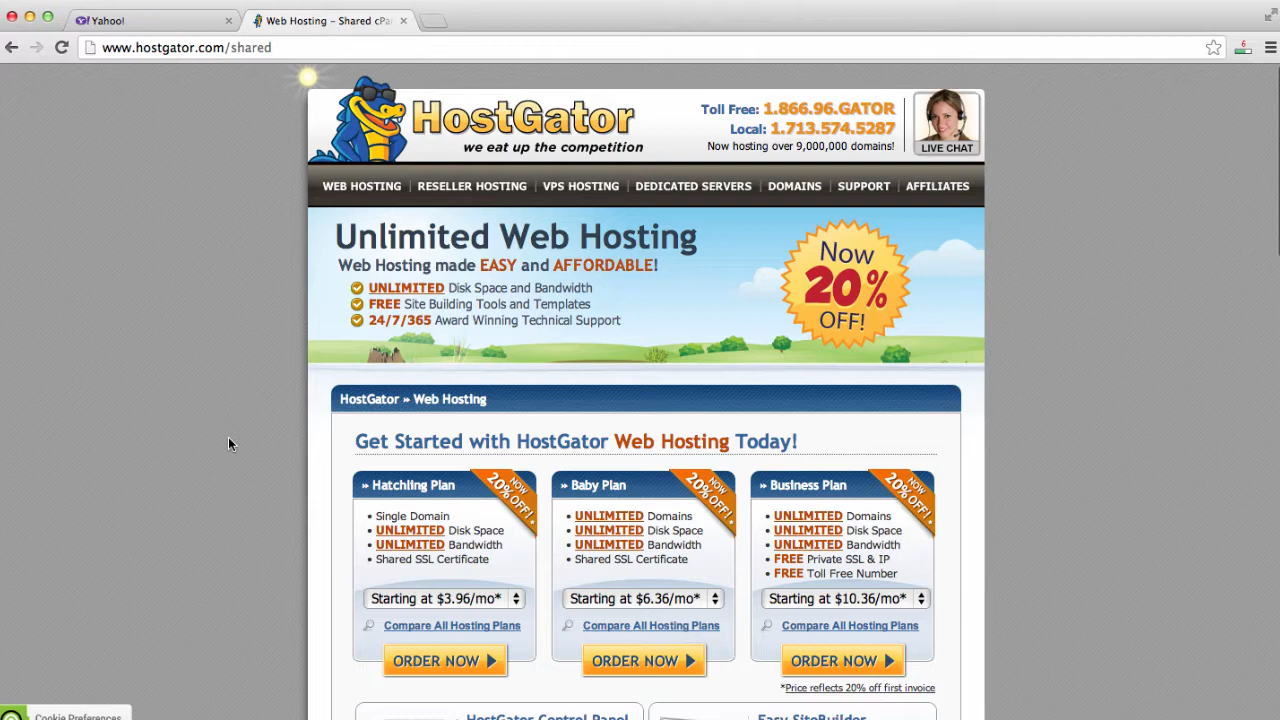 Yahoo!
Web Hosting – Shared cPa
www.hostgator.com/shared
6
HostGator
we eat up the competition
Toll Free: 1.866.96.GATOR
Local: 1.713.574.5287
Now hosting over 9,000,000 domains!
LIVE CHAT
WEB HOSTING | RESELLER HOSTING | VPS HOSTING | DEDICATED SERVERS | DOMAINS | SUPPORT | AFFILIATES
Unlimited Web Hosting
Web Hosting made EASY and AFFORDABLE!
UNLIMITED Disk Space and Bandwidth
FREE Site Building Tools and Templates
24/7/365 Award Winning Technical Support
Now
20%
OFF!
HostGator » Web Hosting
Get Started with HostGator Web Hosting Today!
» Hatchling Plan
NOW
20% OFF!*
• Single Domain
• UNLIMITED Disk Space
• UNLIMITED Bandwidth
• Shared SSL Certificate
Starting at $3.96/mo*
Compare All Hosting Plans
ORDER NOW
» Baby Plan
NOW
20% OFF!*
• UNLIMITED Domains
• UNLIMITED Disk Space
• UNLIMITED Bandwidth
• Shared SSL Certificate
Starting at $6.36/mo*
Compare All Hosting Plans
ORDER NOW
» Business Plan
NOW
20% OFF!*
• UNLIMITED Domains
• UNLIMITED Disk Space
• UNLIMITED Bandwidth
• FREE Private SSL & IP
• FREE Toll Free Number
Starting at $10.36/mo*
Compare All Hosting Plans
ORDER NOW
*Price reflects 20% off first invoice
HostGator Control Panel
Easy SiteBuilder
Cookie Preferences